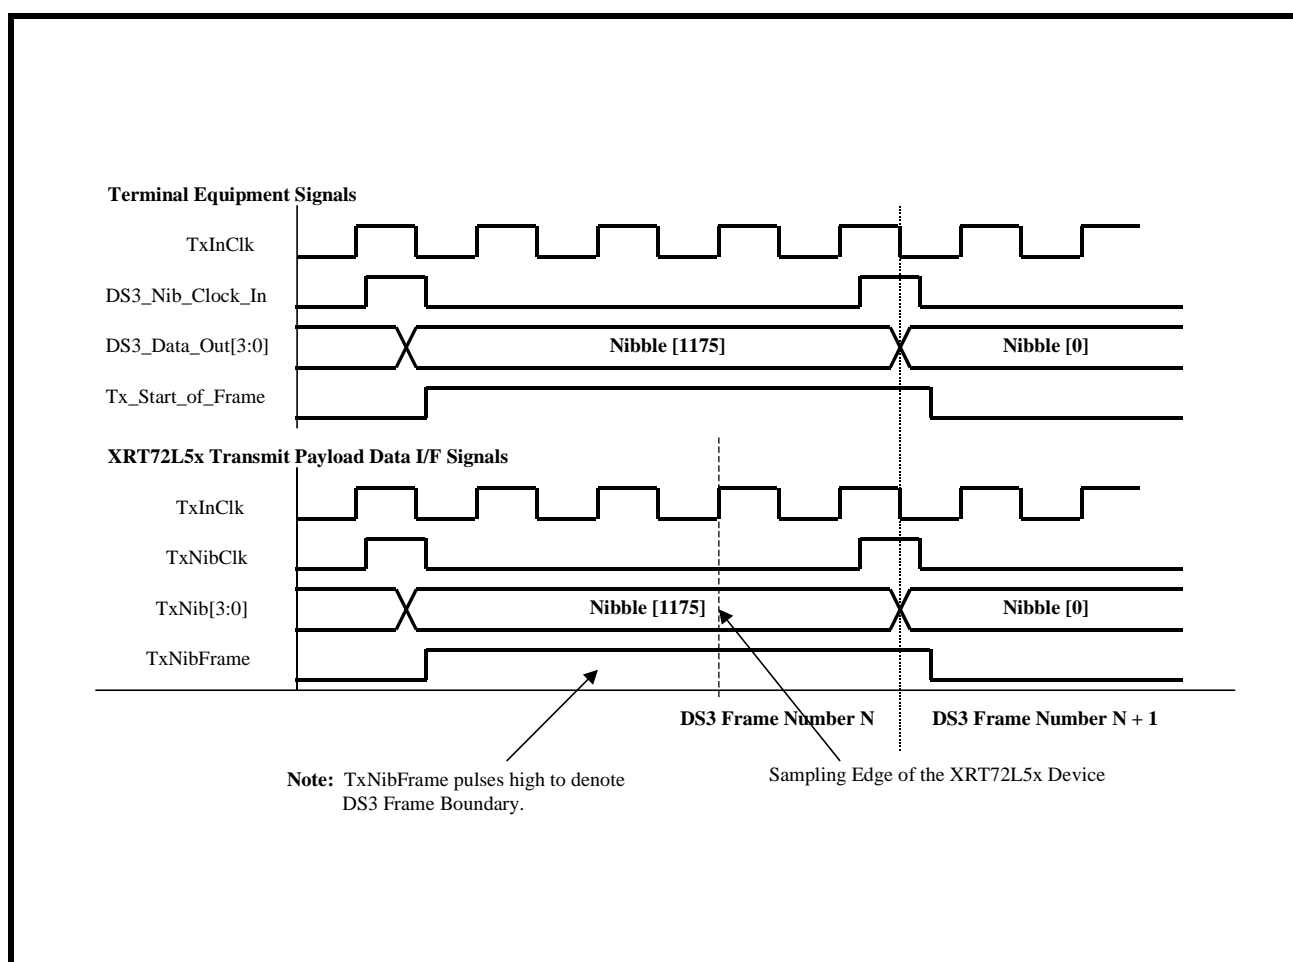 Terminal Equipment Signals
TxInClk
DS3_Nib_Clock_In
DS3_Data_Out[3:0]
Nibble [1175]
Nibble [0]
Tx_Start_of_Frame
XRT72L5x Transmit Payload Data I/F Signals
TxInClk
TxNibClk
TxNib[3:0]
Nibble [1175]
Nibble [0]
TxNibFrame
DS3 Frame Number N
DS3 Frame Number N + 1
Note: TxNibFrame pulses high to denote
DS3 Frame Boundary.
Sampling Edge of the XRT72L5x Device